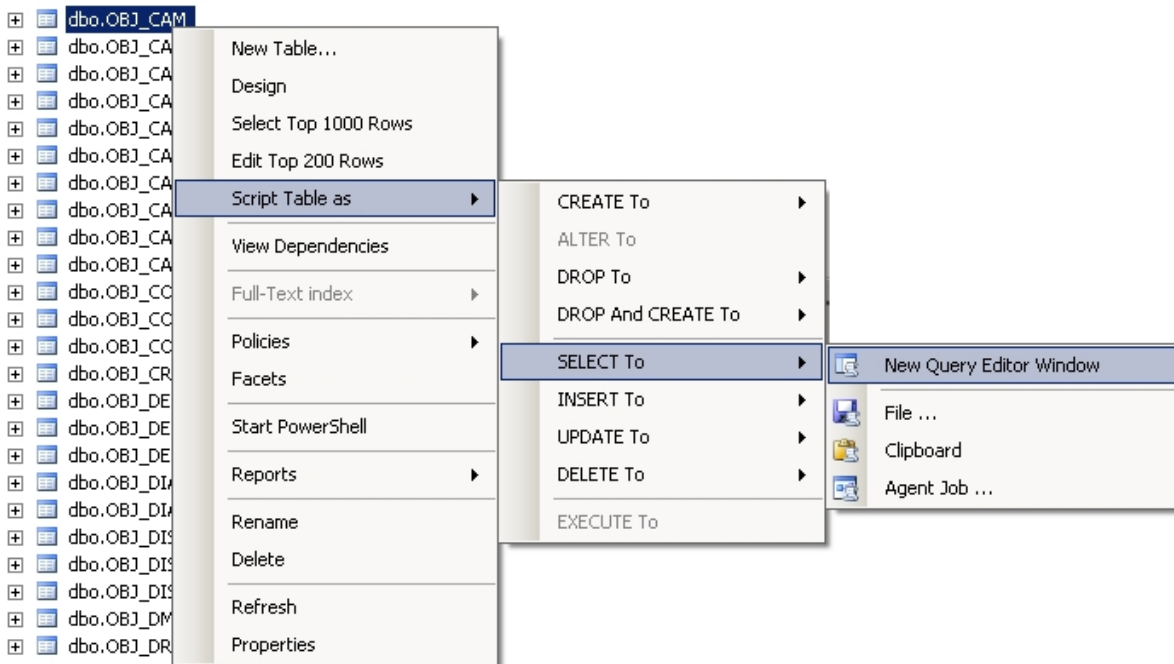 dbo.OBJ_CAM
dbo.OBJ_CA
dbo.OBJ_CA
dbo.OBJ_CA
dbo.OBJ_CA
dbo.OBJ_CA
dbo.OBJ_CA
dbo.OBJ_CA
dbo.OBJ_CA
dbo.OBJ_CA
dbo.OBJ_CO
dbo.OBJ_CO
dbo.OBJ_CO
dbo.OBJ_CR
dbo.OBJ_DE
dbo.OBJ_DE
dbo.OBJ_DE
dbo.OBJ_DIA
dbo.OBJ_DIA
dbo.OBJ_DIS
dbo.OBJ_DIS
dbo.OBJ_DIS
dbo.OBJ_DM
dbo.OBJ_DR
New Table...
Design
Select Top 1000 Rows
Edit Top 200 Rows
Script Table as
View Dependencies
Full-Text index
Policies
Facets
Start PowerShell
Reports
Rename
Delete
Refresh
Properties
CREATE To
ALTER To
DROP To
DROP And CREATE To
SELECT To
INSERT To
UPDATE To
DELETE To
EXECUTE To
New Query Editor Window
File ...
Clipboard
Agent Job ...